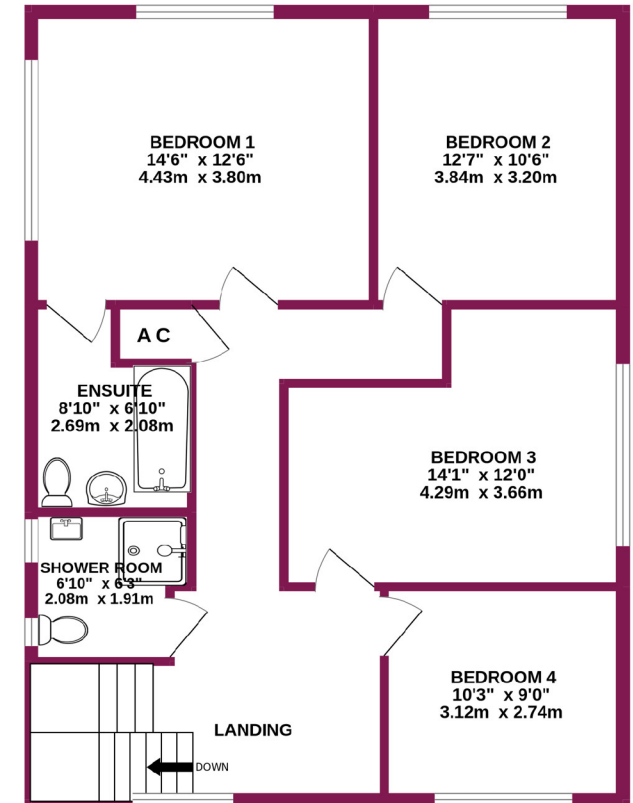 BEDROOM 1
14'6" x 12'6"
4.43m x 3.80m
BEDROOM 2
12'7" x 10'6"
3.84m x 3.20m
A C
ENSUITE
8'10" x 6'10"
2.69m x 2.08m
BEDROOM 3
14'1" x 12'0"
4.29m x 3.66m
SHOWER ROOM
6'10" x 6'3"
2.08m x 1.91m
BEDROOM 4
10'3" x 9'0"
3.12m x 2.74m
LANDING
DOWN